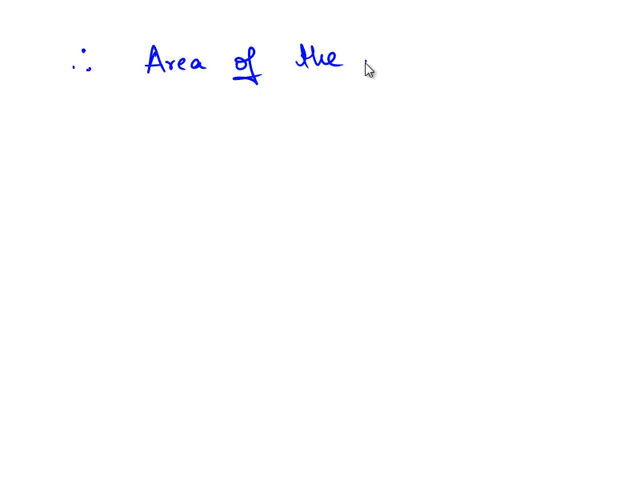 ∴ Area of the